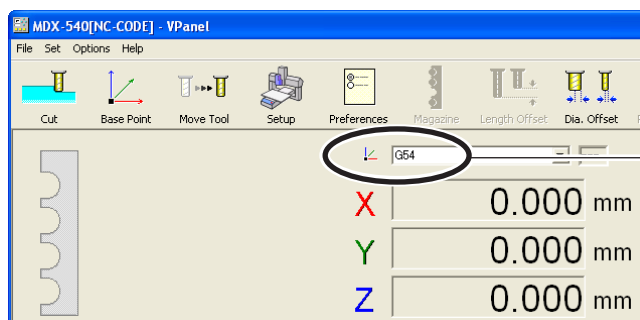 MDX-540[NC-CODE] - VPanel
File Set Options Help
Cut Base Point Move Tool Setup Preferences Magazine Length Offset Dia. Offset
G54
X 0.000 mm
Y 0.000 mm
Z 0.000 mm